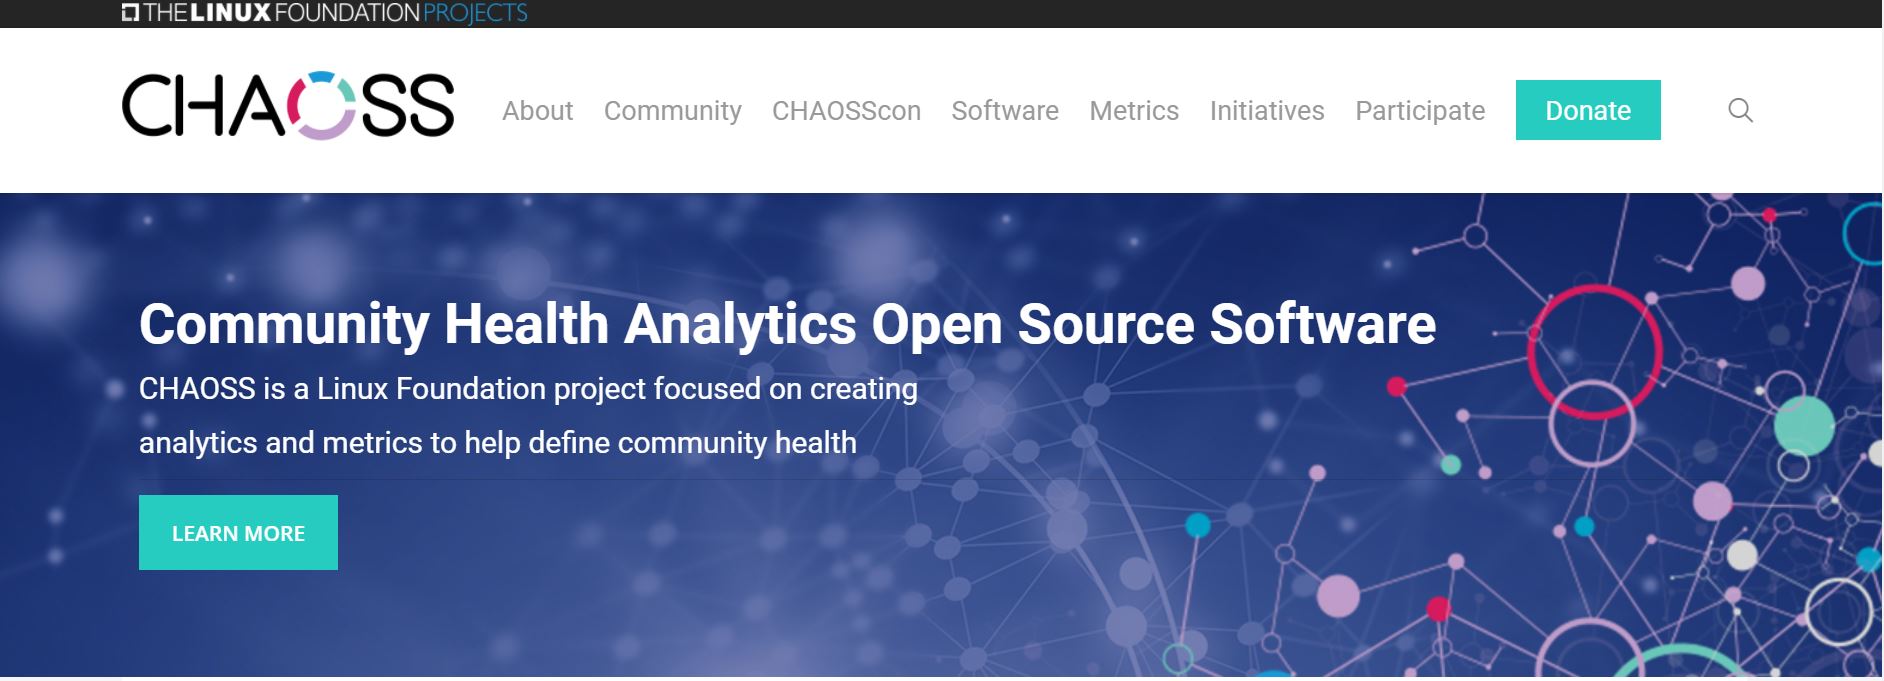 THE LINUX FOUNDATION PROJECTS
CHAOSS
About Community CHAOSScon Software Metrics Initiatives Participate Donate
Community Health Analytics Open Source Software
CHAOSS is a Linux Foundation project focused on creating
analytics and metrics to help define community health
LEARN MORE